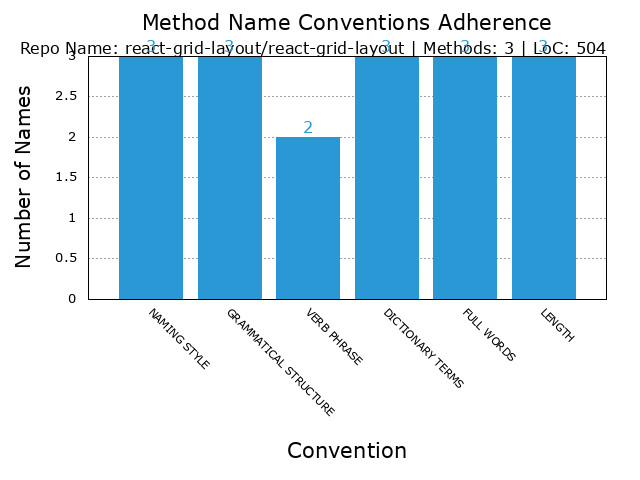 Method Name Conventions Adherence
Repo Name: react-grid-layout/react-grid-layout | Methods: 3 | LoC: 504
3 3 2 3 3 3
Number of Names
3
2.5
2
1.5
1
0.5
0
NAMING STYLE
GRAMMATICAL STRUCTURE
VERB PHRASE
DICTIONARY TERMS
FULL WORDS
LENGTH
Convention